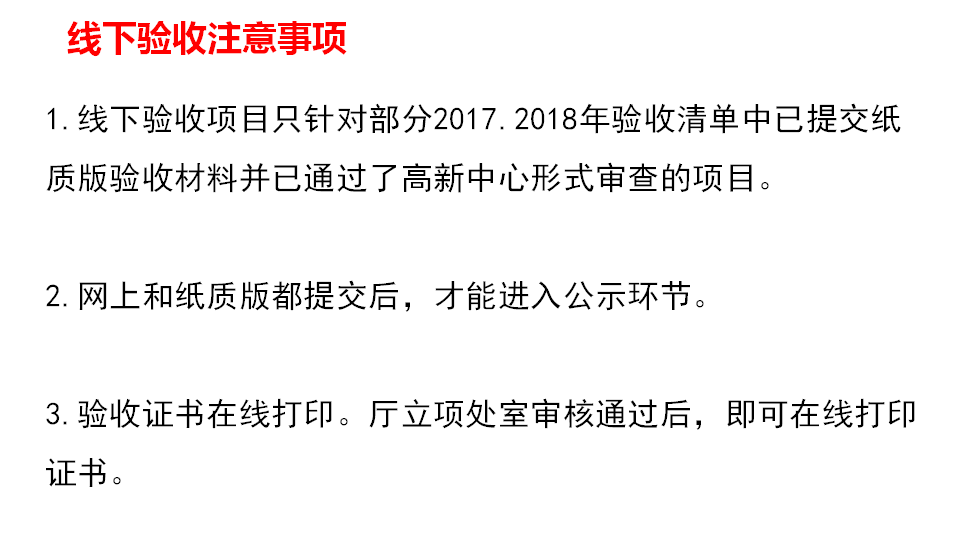 线下验收注意事项
1.线下验收项目只针对部分2017.2018年验收清单中已提交纸
质版验收材料并已通过了高新中心形式审查的项目。
2.网上和纸质版都提交后，才能进入公示环节。
3.验收证书在线打印。厅立项处室审核通过后，即可在线打印
证书。